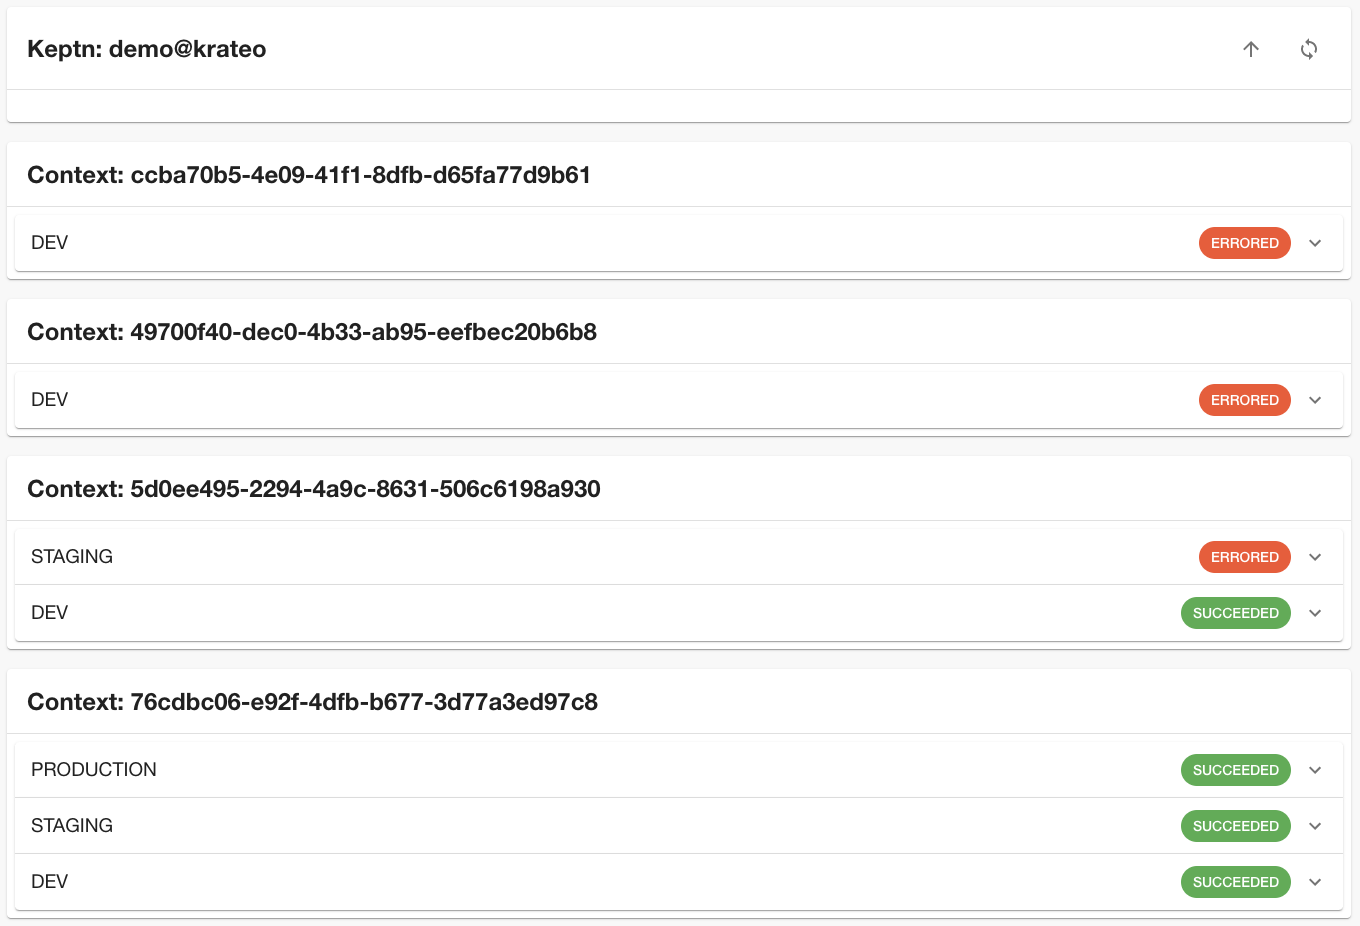 Keptn: demo@krateo
Context: ccba70b5-4e09-41f1-8dfb-d65fa77d9b61
DEV ERRORED
Context: 49700f40-dec0-4b33-ab95-eefbec20b6b8
DEV ERRORED
Context: 5d0ee495-2294-4a9c-8631-506c6198a930
STAGING ERRORED
DEV SUCCEEDED
Context: 76cdbc06-e92f-4dfb-b677-3d77a3ed97c8
PRODUCTION SUCCEEDED
STAGING SUCCEEDED
DEV SUCCEEDED